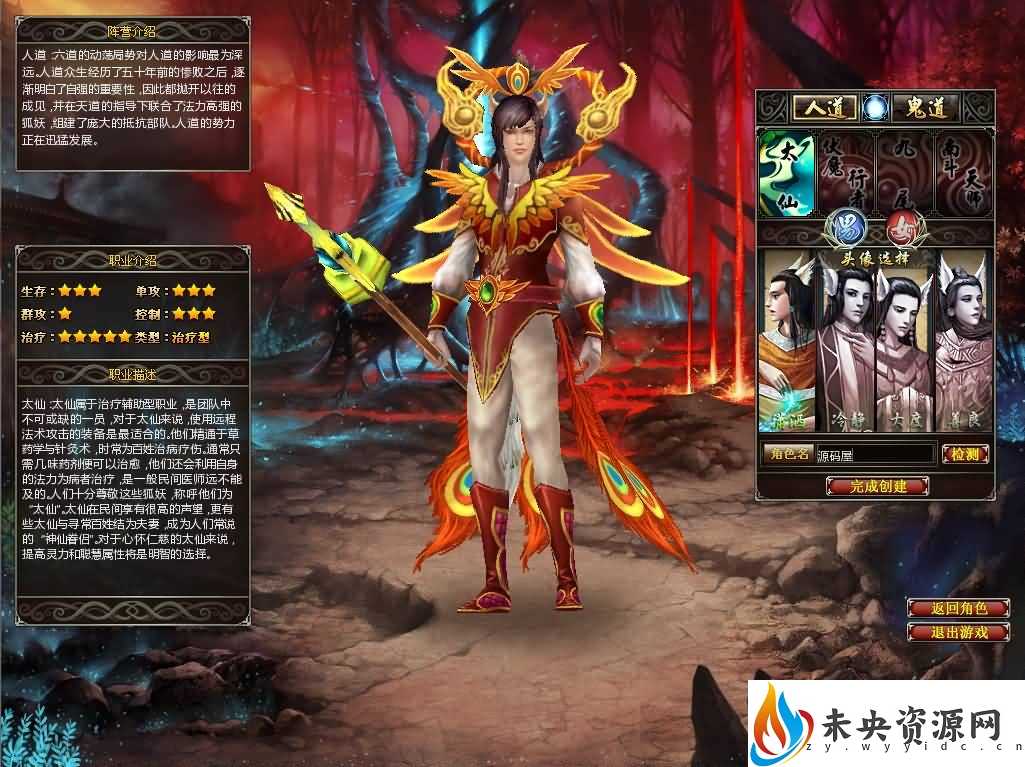 阵营介绍
人道:六道的动荡局势对人道的影响最为深
远。人道众生经历了五十年前的惨败之后,逐
渐明白了自强的重要性,因此都抛开以往的
成见,并在天道的指导下联合了法力高强的
狐妖,组建了庞大的抵抗部队。人道的势力
正在迅猛发展。
职业介绍
生存:★★★ 单攻:★★★
群攻:★ 控制:★★★
治疗:★★★★★ 类型:治疗型
职业描述
太仙:太仙属于治疗辅助型职业,是团队中
不可或缺的一员,对于太仙来说,使用远程
法术攻击的装备是最适合的。他们精通于草
药学与针灸术,时常为百姓治病疗伤。通常只
需几味药剂便可以治愈,他们还会利用自身
的法力为病者治疗,是一般民间医师远不能
及的。人们十分尊敬这些狐妖,称呼他们为
“太仙”。太仙在民间享有很高的声望,更有
些太仙与寻常百姓结为夫妻,成为人们常说
的“神仙眷侣”。对于心怀仁慈的太仙来说,
提高灵力和聪慧属性将是明智的选择。
人道 鬼道
太仙 伏魔行者 九尾 南斗天师
男 女
头像选择
潇洒 冷静 大度 善良
角色名 源码屋 检测
完成创建
返回角色
退出游戏
未央资源网
zy.wyyidc.cn